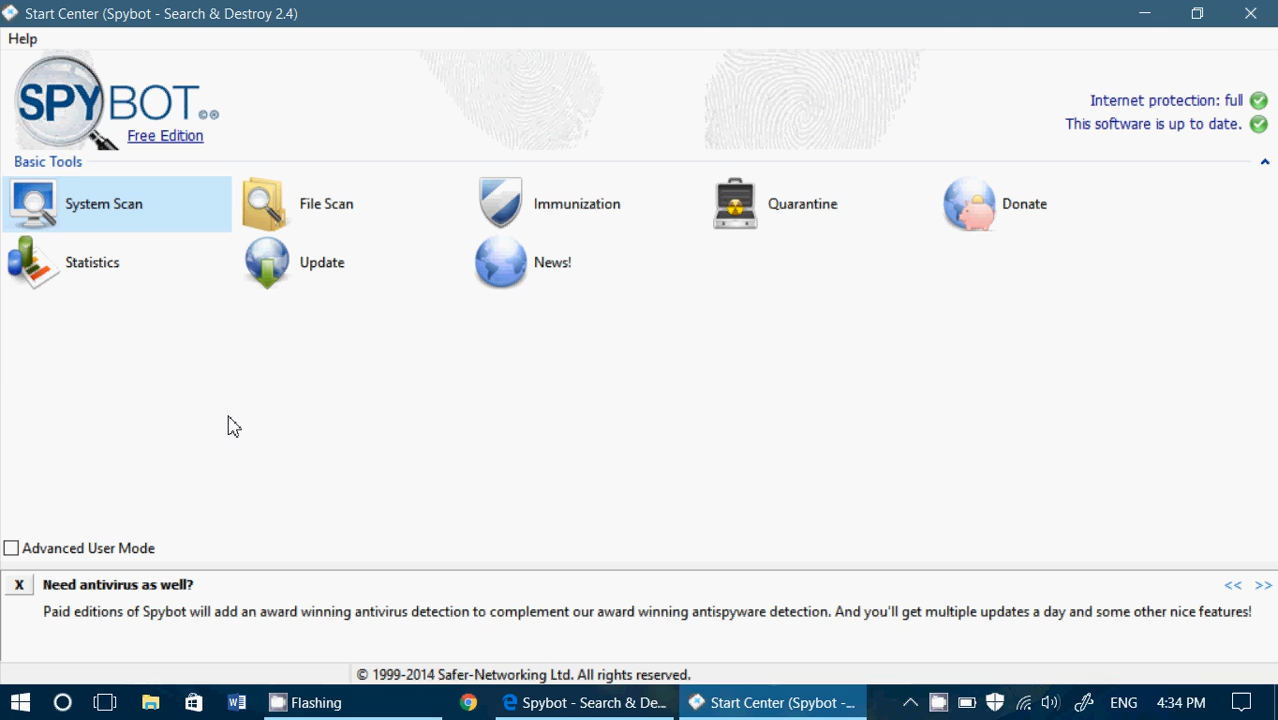 Start Center (Spybot - Search & Destroy 2.4)
Help
SPYBOT
Free Edition
Internet protection: full
This software is up to date.
Basic Tools
System Scan
File Scan
Immunization
Quarantine
Donate
Statistics
Update
News!
Advanced User Mode
X Need antivirus as well? << >>
Paid editions of Spybot will add an award winning antivirus detection to complement our award winning antispyware detection. And you'll get multiple updates a day and some other nice features!
© 1999-2014 Safer-Networking Ltd. All rights reserved.
Flashing
Spybot - Search & De...
Start Center (Spybot -...
ENG
4:34 PM